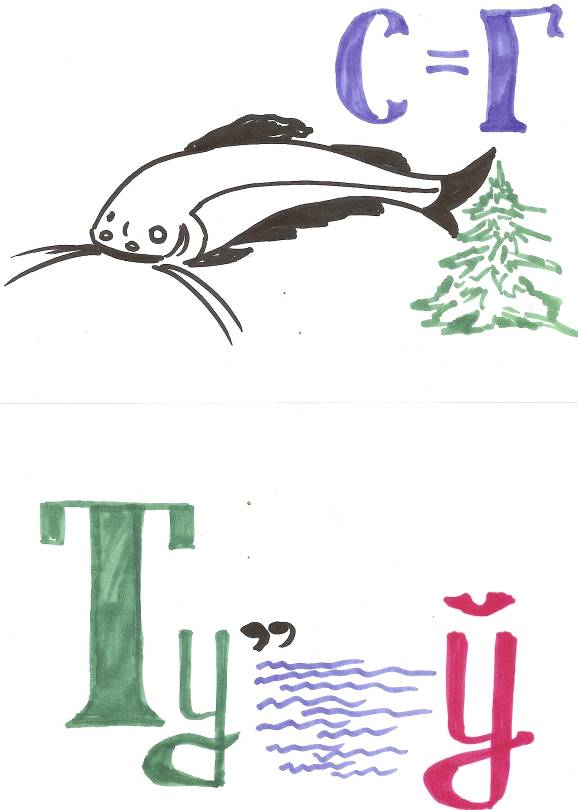 С = Г
Ту ,, ў